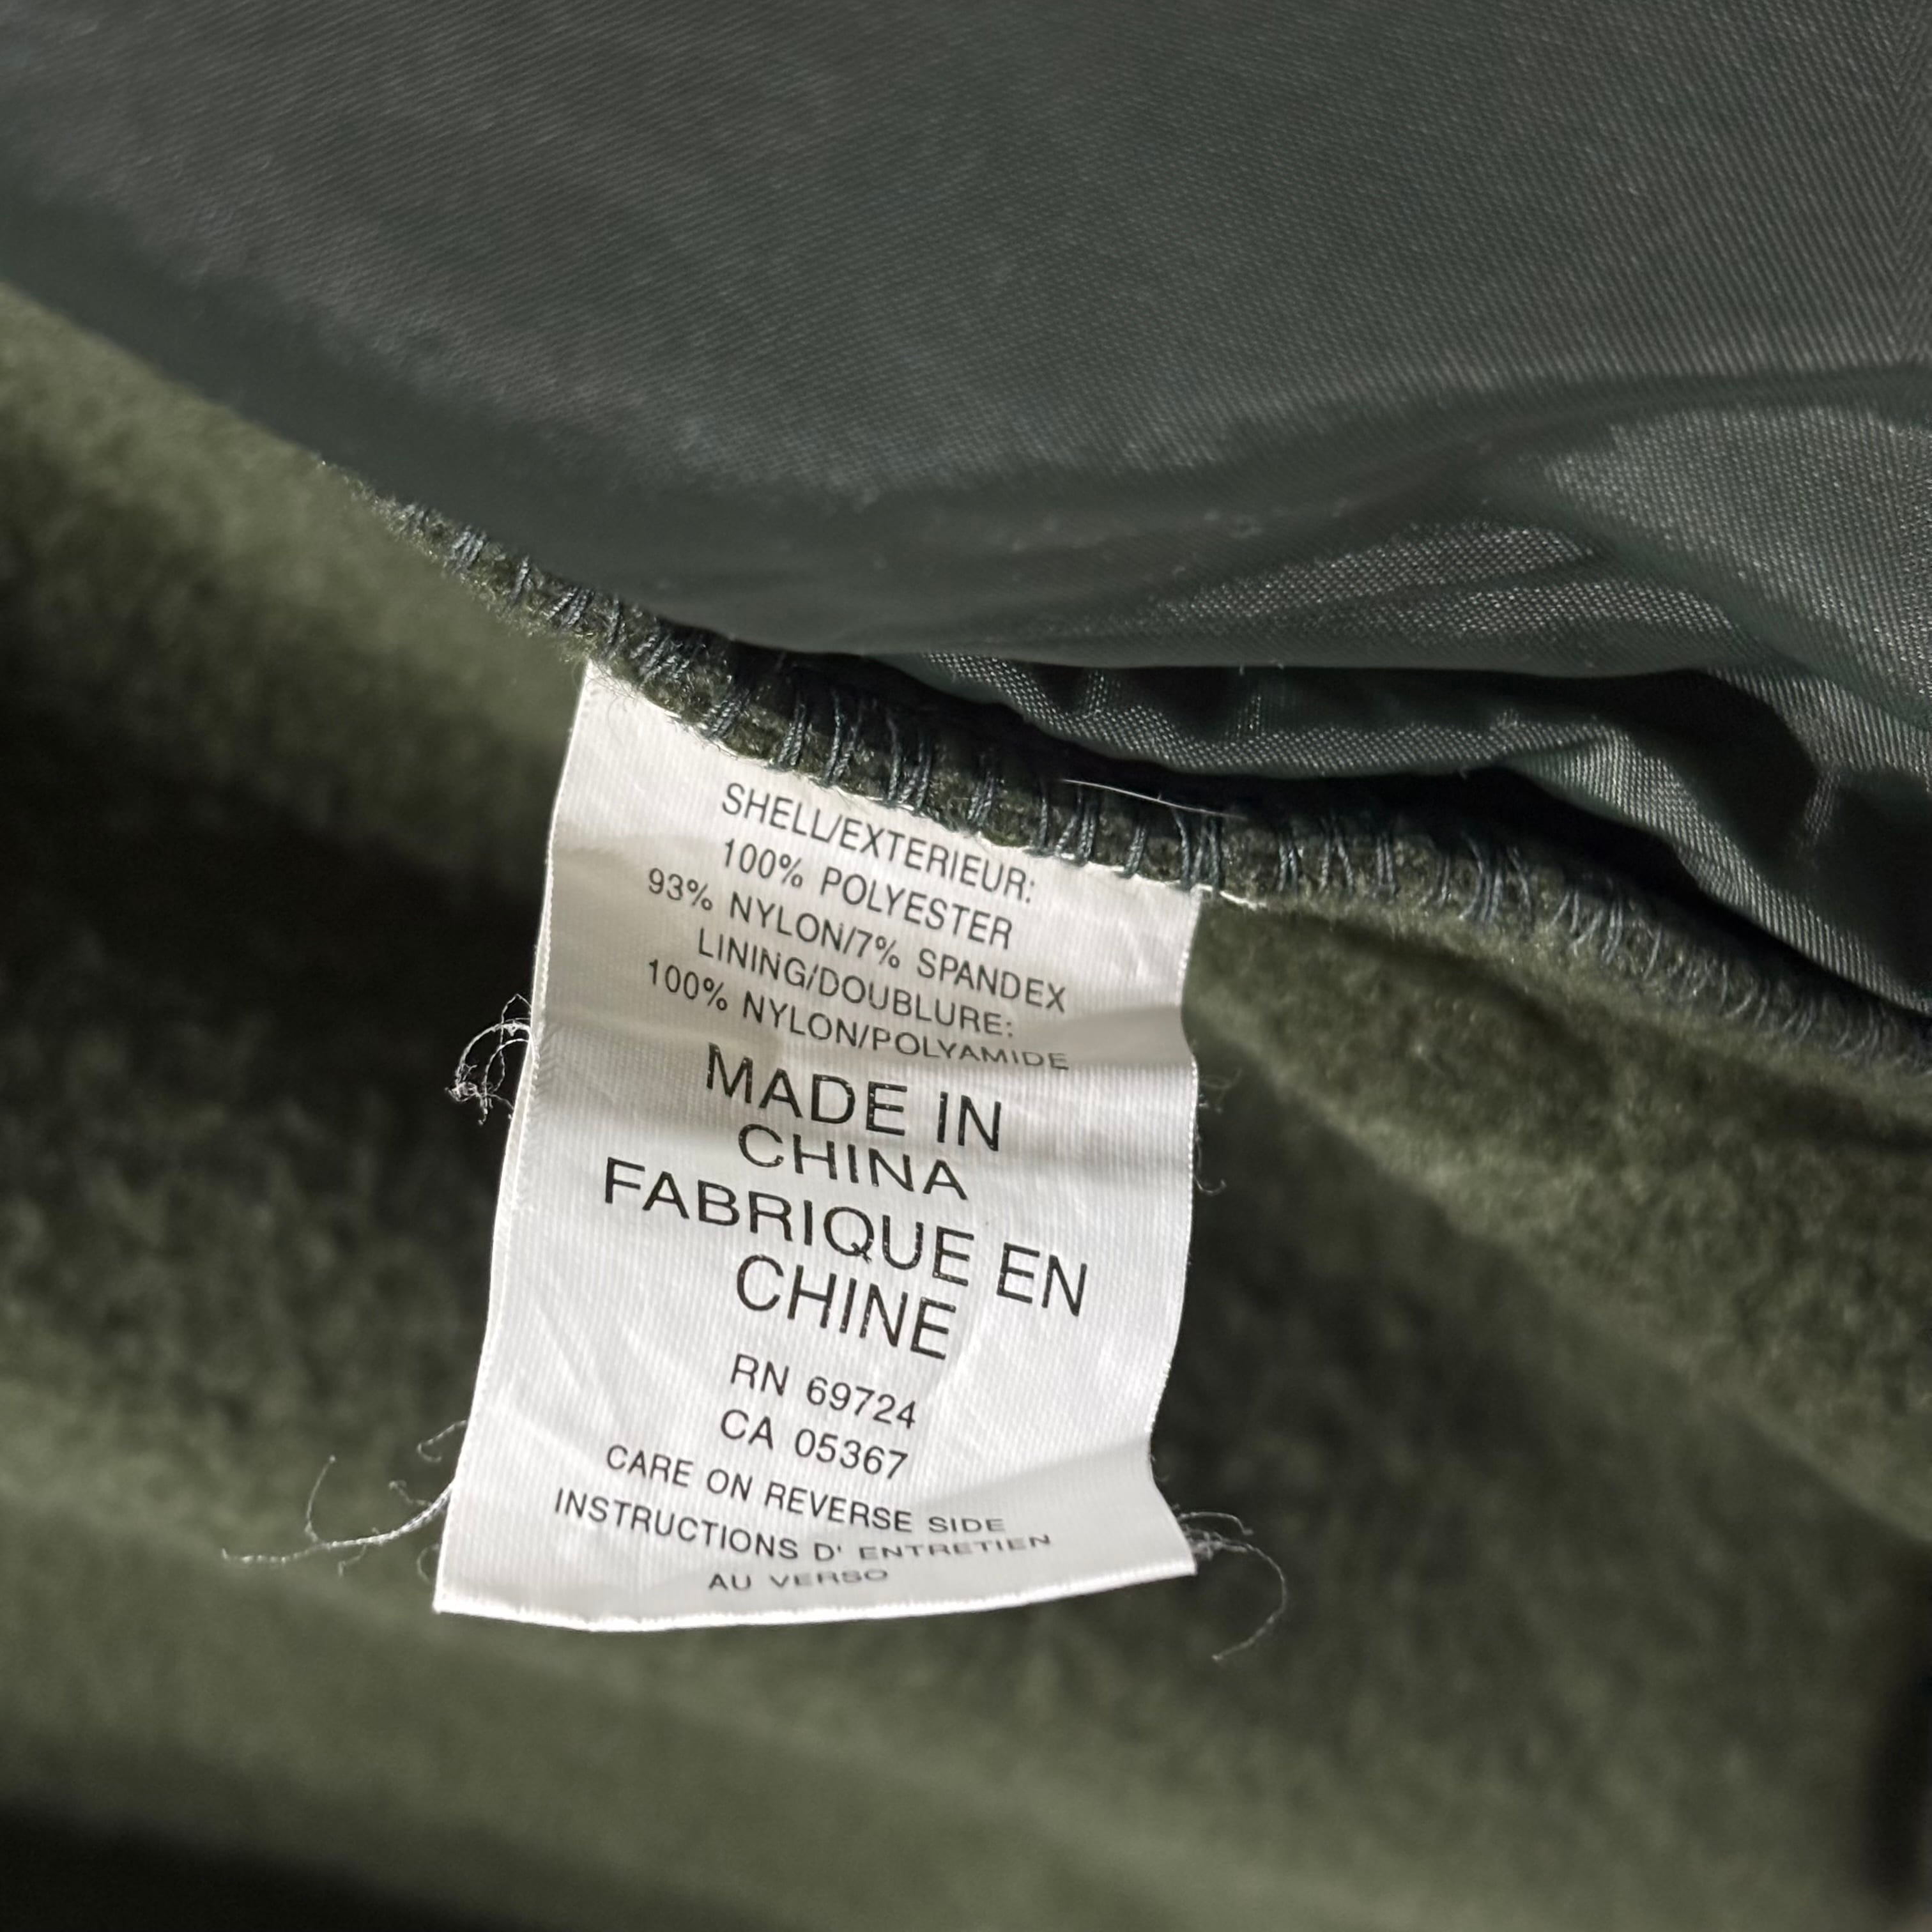 SHELL/EXTERIEUR:
100% POLYESTER
93% NYLON/7% SPANDEX
LINING/DOUBLURE:
100% NYLON/POLYAMIDE
MADE IN
CHINA
FABRIQUE EN
CHINE
RN 69724
CA 05367
CARE ON REVERSE SIDE
INSTRUCTIONS D' ENTRETIEN
AU VERSO